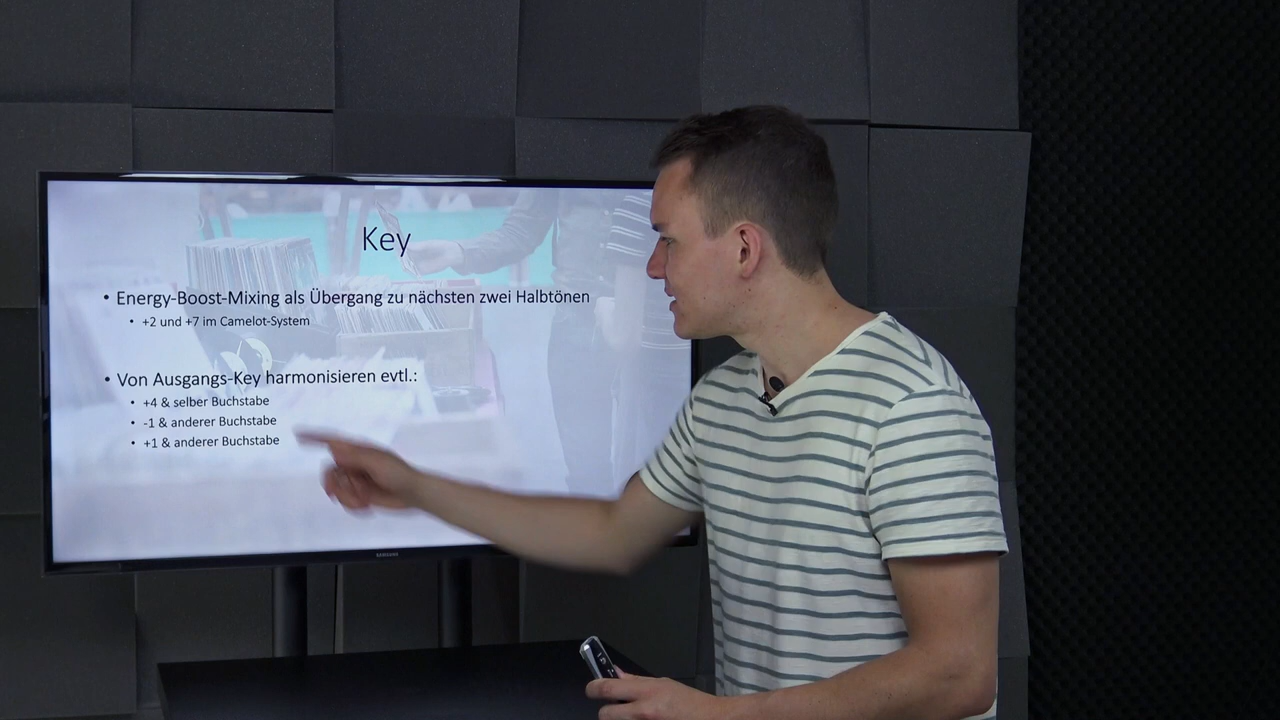 Key
• Energy-Boost-Mixing als Übergang zu nächsten zwei Halbtönen
• +2 und +7 im Camelot-System
• Von Ausgangs-Key harmonisieren evtl.:
• +4 & selber Buchstabe
• -1 & anderer Buchstabe
• +1 & anderer Buchstabe
SAMSUNG